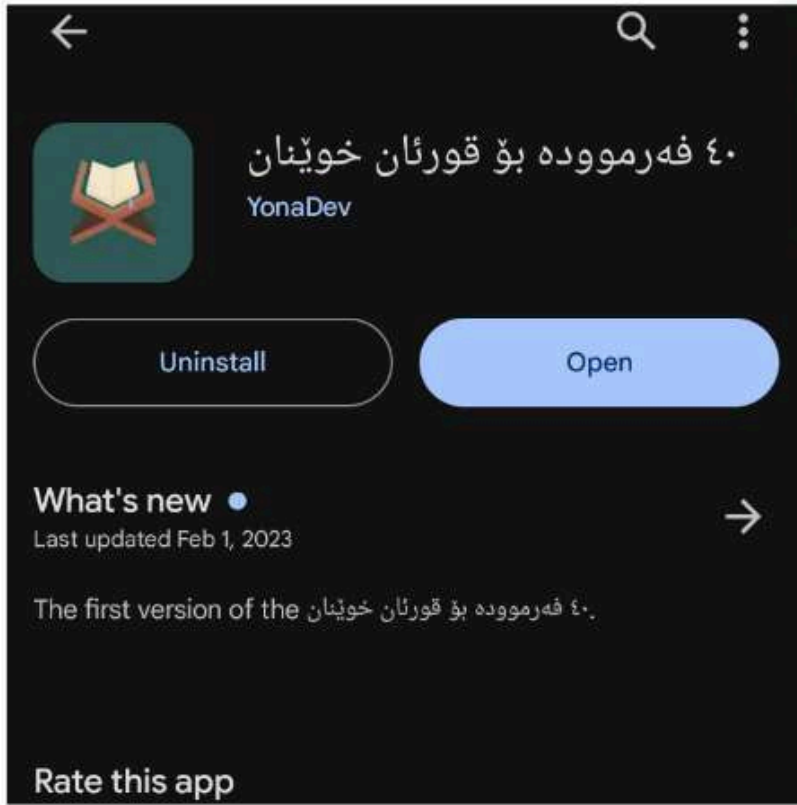 ٤٠ فەرموودە بۆ قورئان خوێنان
YonaDev
Uninstall
Open
What's new
Last updated Feb 1, 2023
The first version of the ٤٠ فەرموودە بۆ قورئان خوێنان.
Rate this app